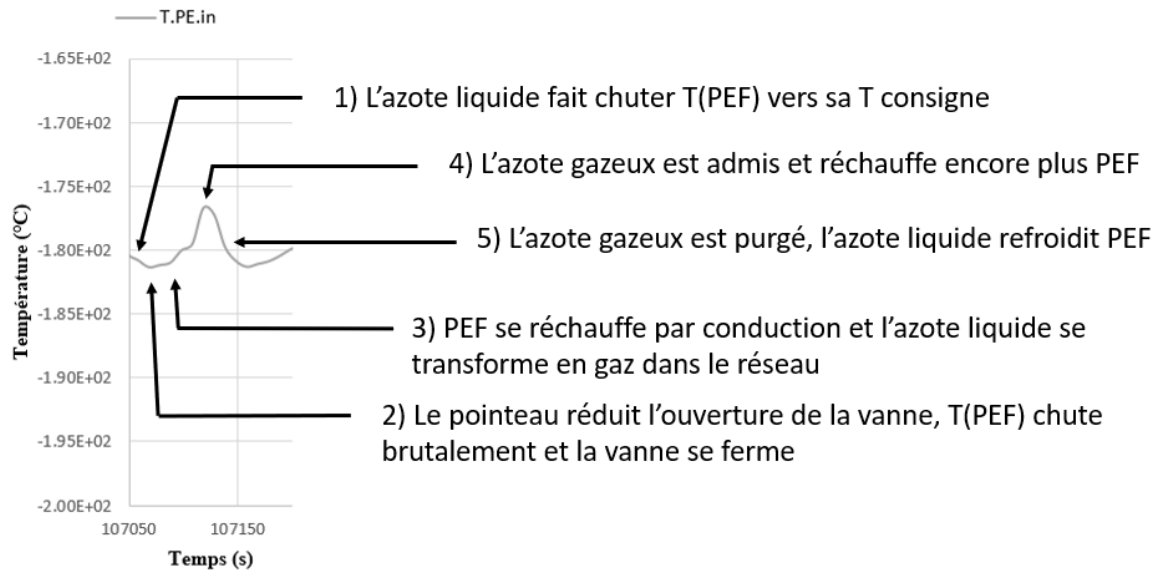 T.PE.in
-1.65E+02
1) L’azote liquide fait chuter T(PEF) vers sa T consigne
-1.70E+02
4) L’azote gazeux est admis et réchauffe encore plus PEF
-1.75E+02
-1.80E+02
5) L’azote gazeux est purgé, l’azote liquide refroidit PEF
Température (°C)
-1.85E+02
3) PEF se réchauffe par conduction et l’azote liquide se
transforme en gaz dans le réseau
-1.90E+02
2) Le pointeau réduit l’ouverture de la vanne, T(PEF) chute
brutalement et la vanne se ferme
-1.95E+02
-2.00E+02
107050 107150
Temps (s)